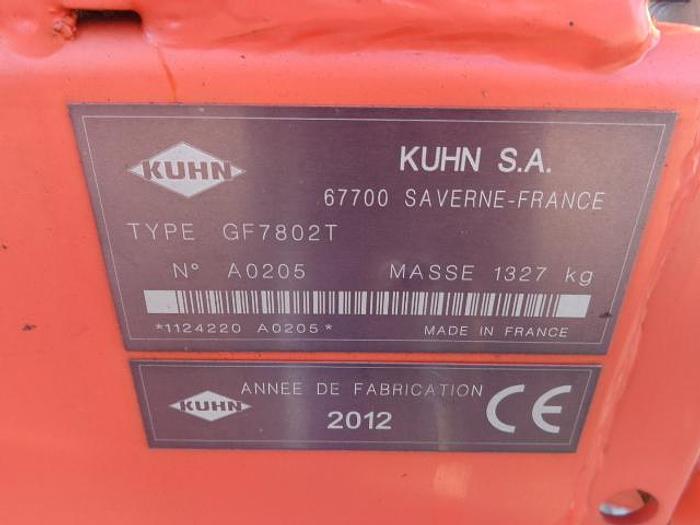 KUHN
KUHN S.A.
67700 SAVERNE-FRANCE
TYPE GF7802T
N° A0205 MASSE 1327 kg
*1124220 A0205* MADE IN FRANCE
KUHN
ANNEE DE FABRICATION
2012
CE